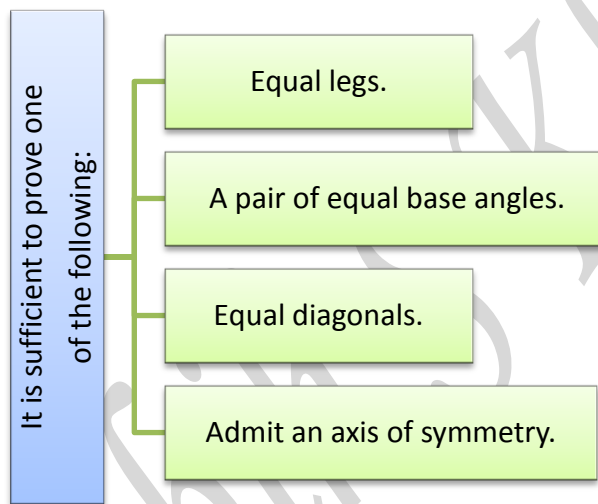 It is sufficient to prove one
of the following:
Equal legs.
A pair of equal base angles.
Equal diagonals.
Admit an axis of symmetry.